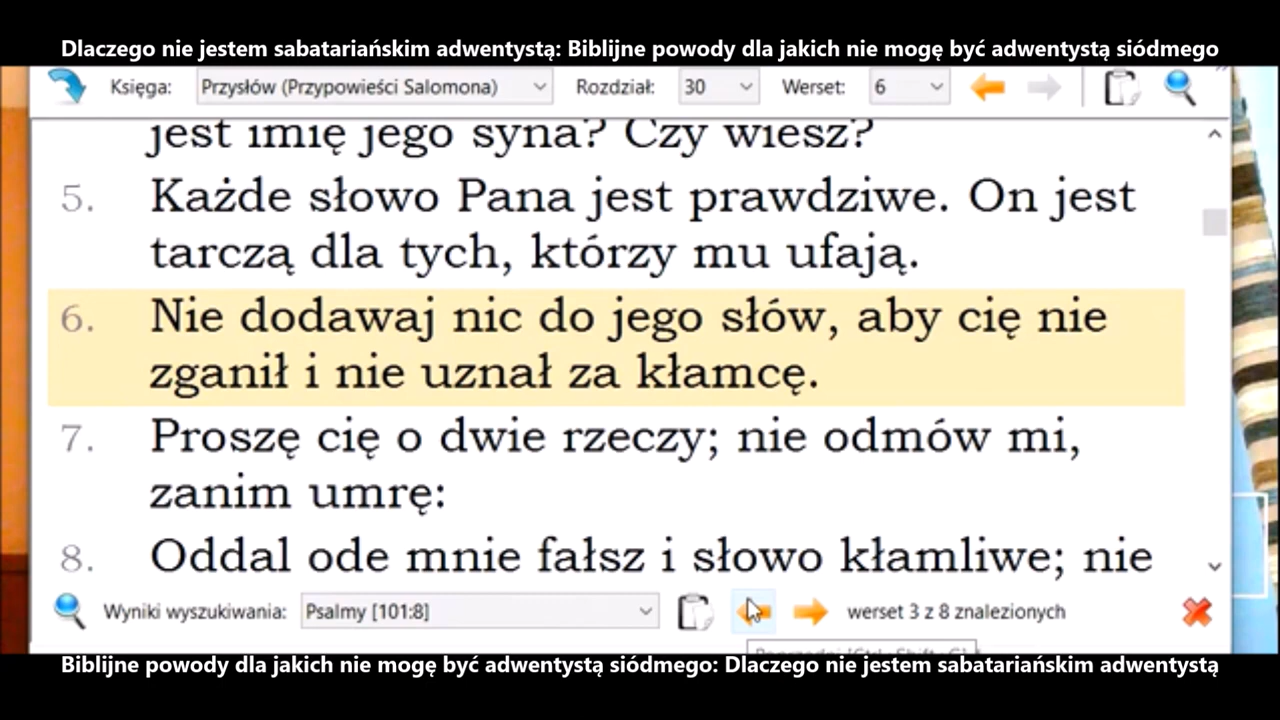 Dlaczego nie jestem sabatariańskim adwentystą: Biblijne powody dla jakich nie mogę być adwentystą siódmego
Księga: Przysłów (Przypowieści Salomona) Rozdział: 30 Werset: 6
jest imię jego syna? Czy wiesz?
5. Każde słowo Pana jest prawdziwe. On jest
tarczą dla tych, którzy mu ufają.
6. Nie dodawaj nic do jego słów, aby cię nie
zganił i nie uznał za kłamcę.
7. Proszę cię o dwie rzeczy; nie odmów mi,
zanim umrę:
8. Oddal ode mnie fałsz i słowo kłamliwe; nie
Wyniki wyszukiwania: Psalmy [101:8] werset 3 z 8 znalezionych
Biblijne powody dla jakich nie mogę być adwentystą siódmego: Dlaczego nie jestem sabatariańskim adwentystą